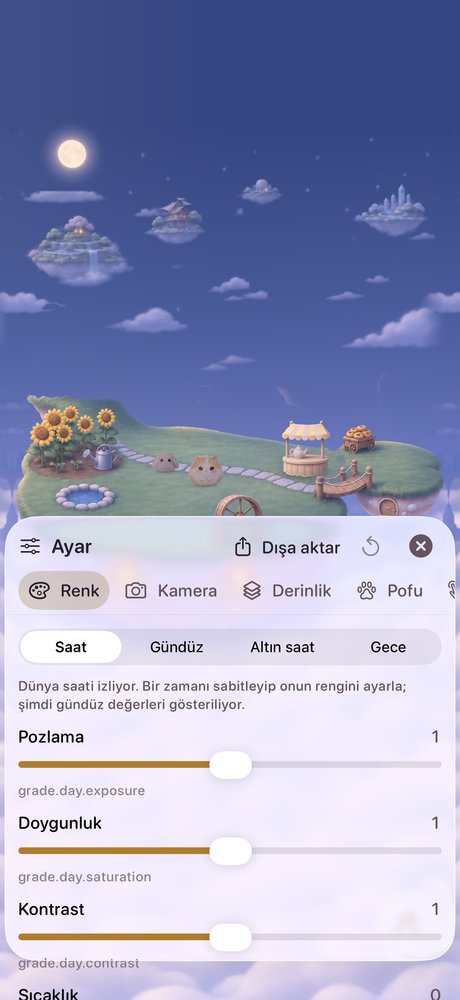 Ayar
Dışa aktar
Renk
Kamera
Derinlik
Pofu
Saat
Gündüz
Altın saat
Gece
Dünya saati izliyor. Bir zamanı sabitleyip onun rengini ayarla;
şimdi gündüz değerleri gösteriliyor.
Pozlama 1
grade.day.exposure
Doygunluk 1
grade.day.saturation
Kontrast 1
grade.day.contrast
Sıcaklık 0